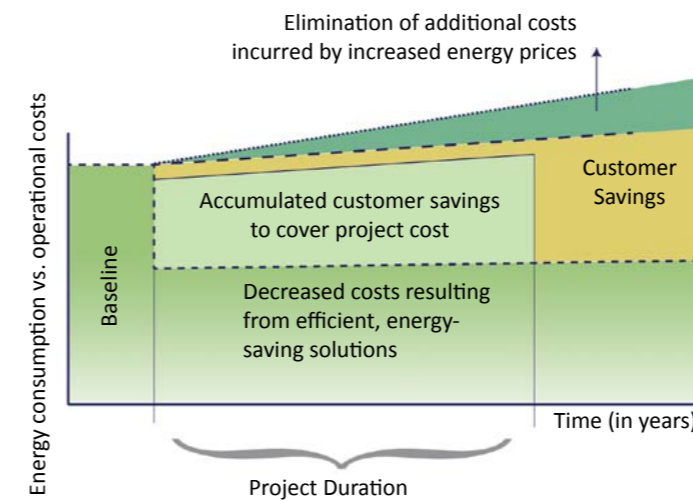 Elimination of additional costs
incurred by increased energy prices
Energy consumption vs. operational costs
Baseline
Accumulated customer savings
to cover project cost
Customer
Savings
Decreased costs resulting
from efficient, energy-
saving solutions
Time (in years)
Project Duration